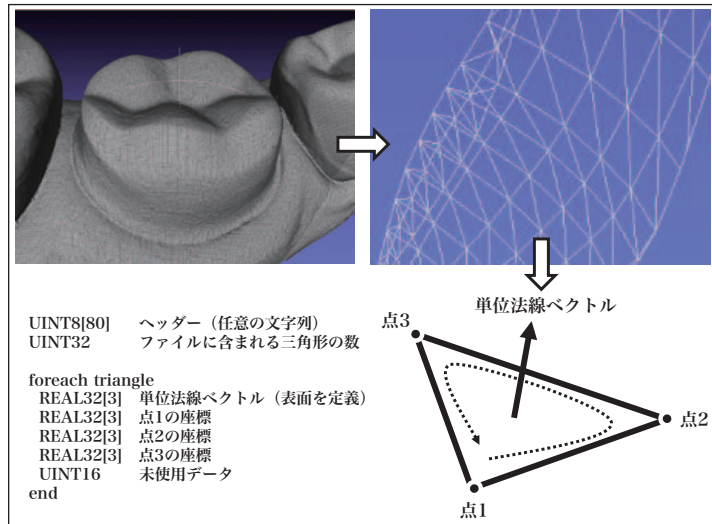 単位法線ベクトル
点3
点2
点1
UINT8[80] ヘッダー（任意の文字列）
UINT32 ファイルに含まれる三角形の数
foreach triangle
REAL32[3] 単位法線ベクトル（表面を定義）
REAL32[3] 点1の座標
REAL32[3] 点2の座標
REAL32[3] 点3の座標
UINT16 未使用データ
end